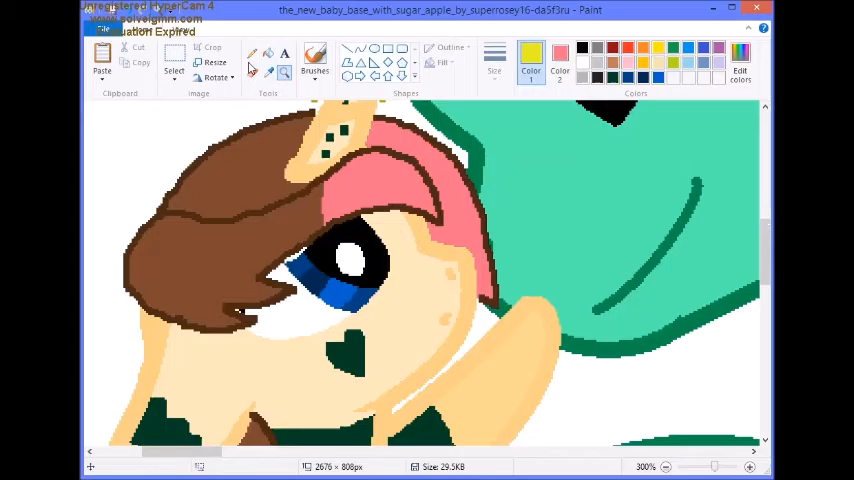 Unregistered HyperCam 4
www.solveigmm.com
Evaluation Expired
the_new_baby_base_with_sugar_apple_by_superrosey16-da5f3ru - Paint
File
Paste
Cut
Copy
Clipboard
Select
Crop
Resize
Rotate
Image
A
Tools
Brushes
Outline
Fill
Shapes
Size
Color 1
Color 2
Edit colors
Colors
2676 × 808px
Size: 29.5KB
300%